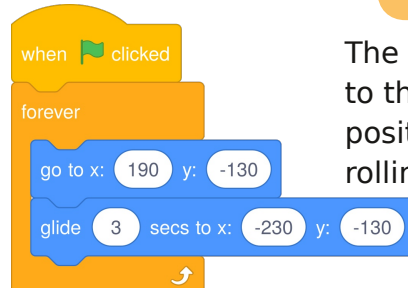 when clicked
The
to th
forever
posit
rollin
go to x: 190 y: -130
glide 3 secs to x: -230 y: -130